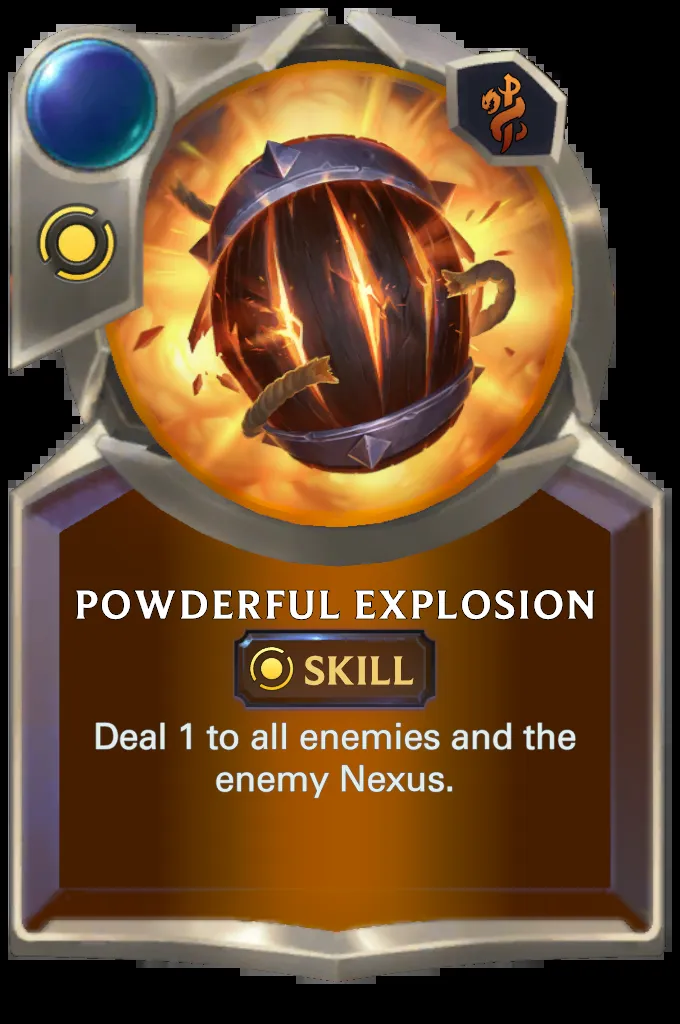 POWDERFUL EXPLOSION
SKILL
Deal 1 to all enemies and the
enemy Nexus.